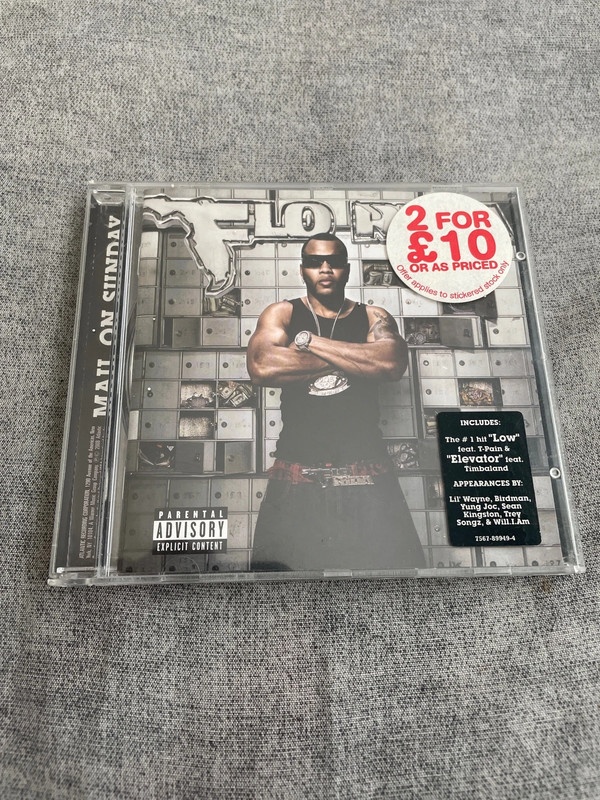 MAIL ON SUNDAY
FLO RIDA
2 FOR
£10
OR AS PRICED
Offer applies to stickered stock only
INCLUDES:
The # 1 hit "Low"
feat. T-Pain &
"Elevator" feat.
Timbaland
APPEARANCES BY:
Lil' Wayne, Birdman,
Yung Joc, Sean
Kingston, Trey
Songz, & Will.I.Am
7567-89949-4
PARENTAL
ADVISORY
EXPLICIT CONTENT